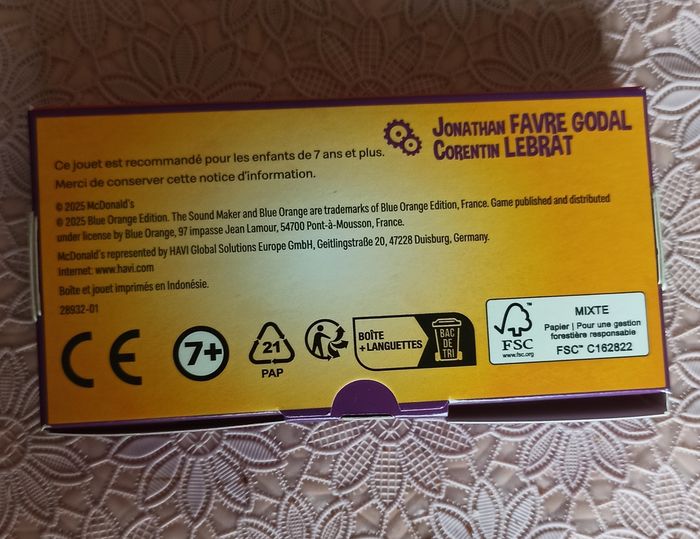 JONATHAN FAVRE GODAL
CORENTIN LEBRAT
Ce jouet est recommandé pour les enfants de 7 ans et plus.
Merci de conserver cette notice d'information.
© 2025 McDonald's
© 2025 Blue Orange Edition. The Sound Maker and Blue Orange are trademarks of Blue Orange Edition, France. Game published and distributed
under license by Blue Orange, 97 impasse Jean Lamour, 54700 Pont-à-Mousson, France.
McDonald's represented by HAVI Global Solutions Europe GmbH, Geitlingstraße 20, 47228 Duisburg, Germany.
Internet: www.havi.com
Boîte et jouet imprimés en Indonésie.
28932-01
CE
7+
21
PAP
BOÎTE
+ LANGUETTES
BAC
DE
TRI
FSC
www.fsc.org
MIXTE
Papier | Pour une gestion
forestière responsable
FSC™ C162822